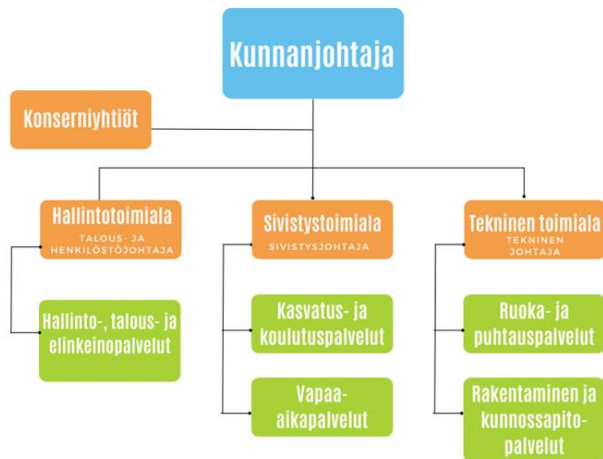 Kunnanjohtaja
Konserniyhtiöt
Hallintotoimiala
TALOUS- JA
HENKILÖSTÖJOHTAJA
Sivistystoimiala
SIVISTYSJOHTAJA
Tekninen toimiala
TEKNINEN
JOHTAJA
Hallinto-, talous- ja
elinkeinopalvelut
Kasvatus- ja
koulutuspalvelut
Ruoka- ja
puhtauspalvelut
Vapaa-
aikapalvelut
Rakentaminen ja
kunnossapito-
palvelut